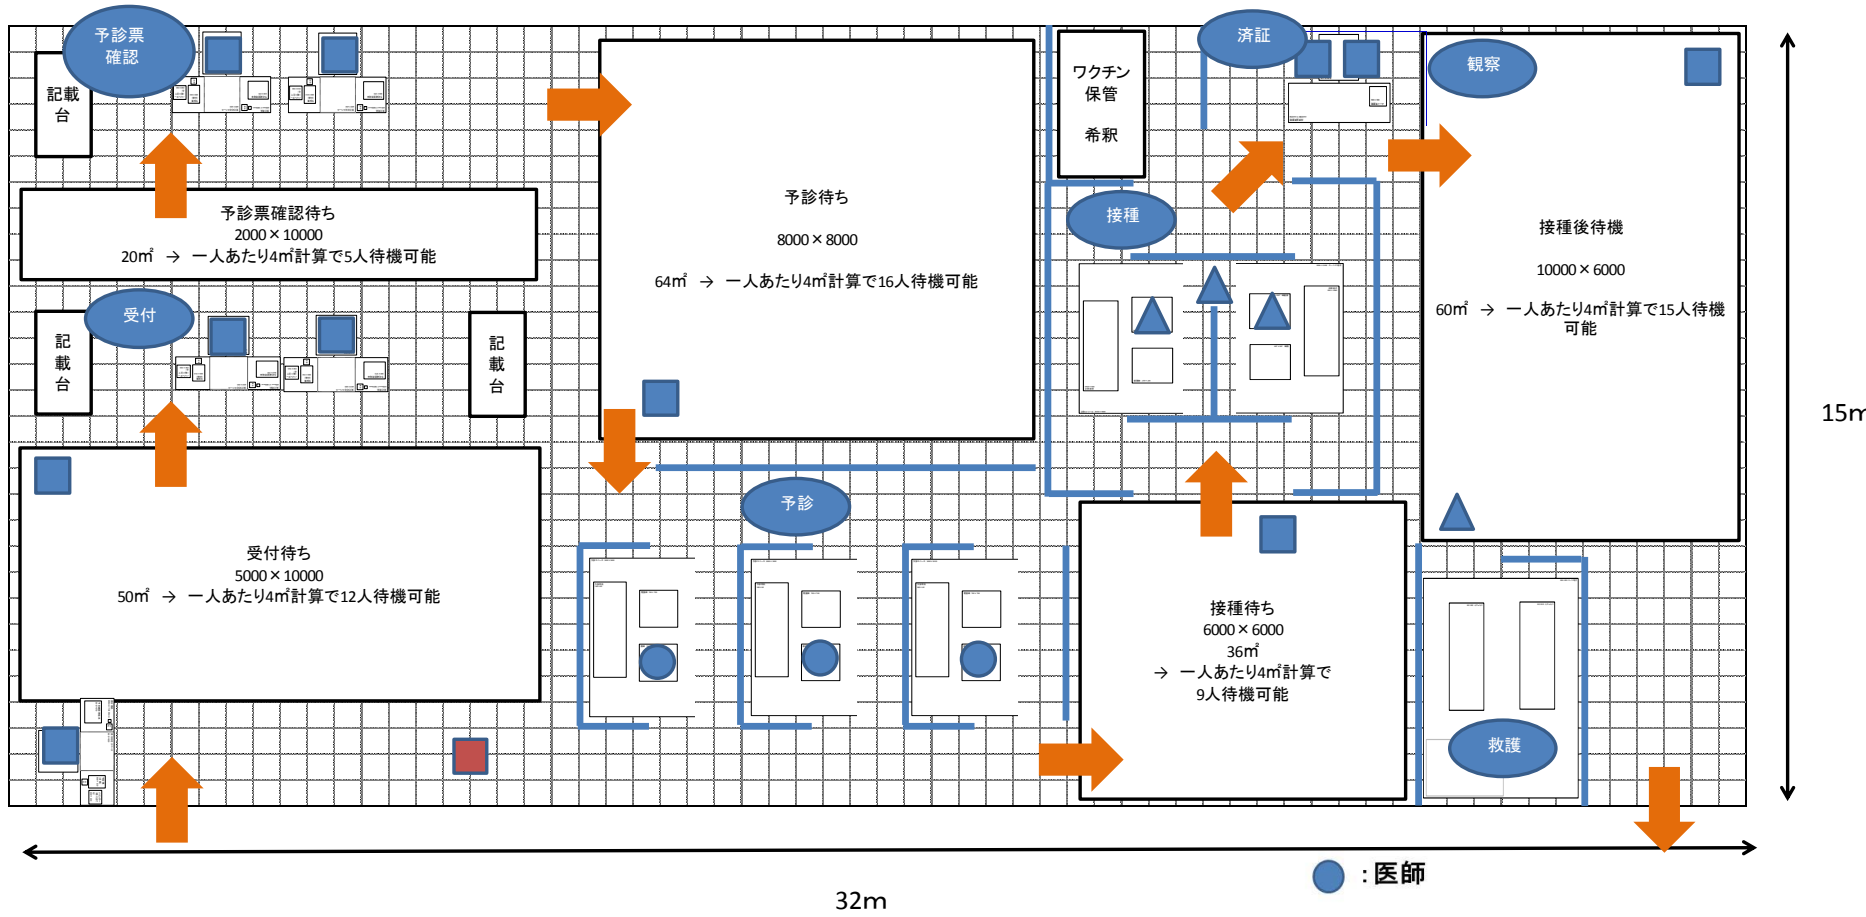 予診票
確認
記載
台
予診票確認待ち
2000×10000
20㎡ → 一人あたり4㎡計算で5人待機可能
受付
記
載
台
記
載
台
受付待ち
5000×10000
50㎡ → 一人あたり4㎡計算で12人待機可能
予診待ち
8000×8000
64㎡ → 一人あたり4㎡計算で16人待機可能
予診
ワクチン
保管
希釈
済証
接種
接種待ち
6000×6000
36㎡
→ 一人あたり4㎡計算で
9人待機可能
観察
接種後待機
10000×6000
60㎡ → 一人あたり4㎡計算で15人待機
可能
救護
15m
32m
：医師